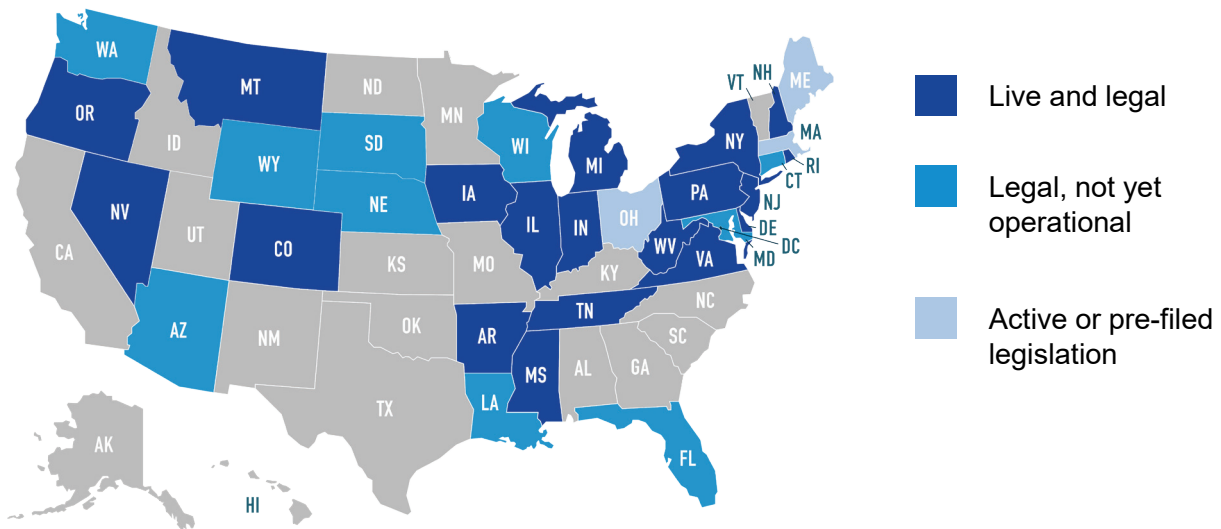 WA
MT
ND
MN
OR
ID
WY
SD
WI
MI
NY
VT
NH
ME
MA
RI
CT
NV
UT
CO
NE
IA
IL
IN
OH
PA
NJ
DE
DC
MD
CA
KS
MO
KY
WV
VA
AZ
NM
OK
AR
TN
NC
SC
TX
LA
MS
AL
GA
FL
AK
HI
Live and legal
Legal, not yet
operational
Active or pre-filed
legislation